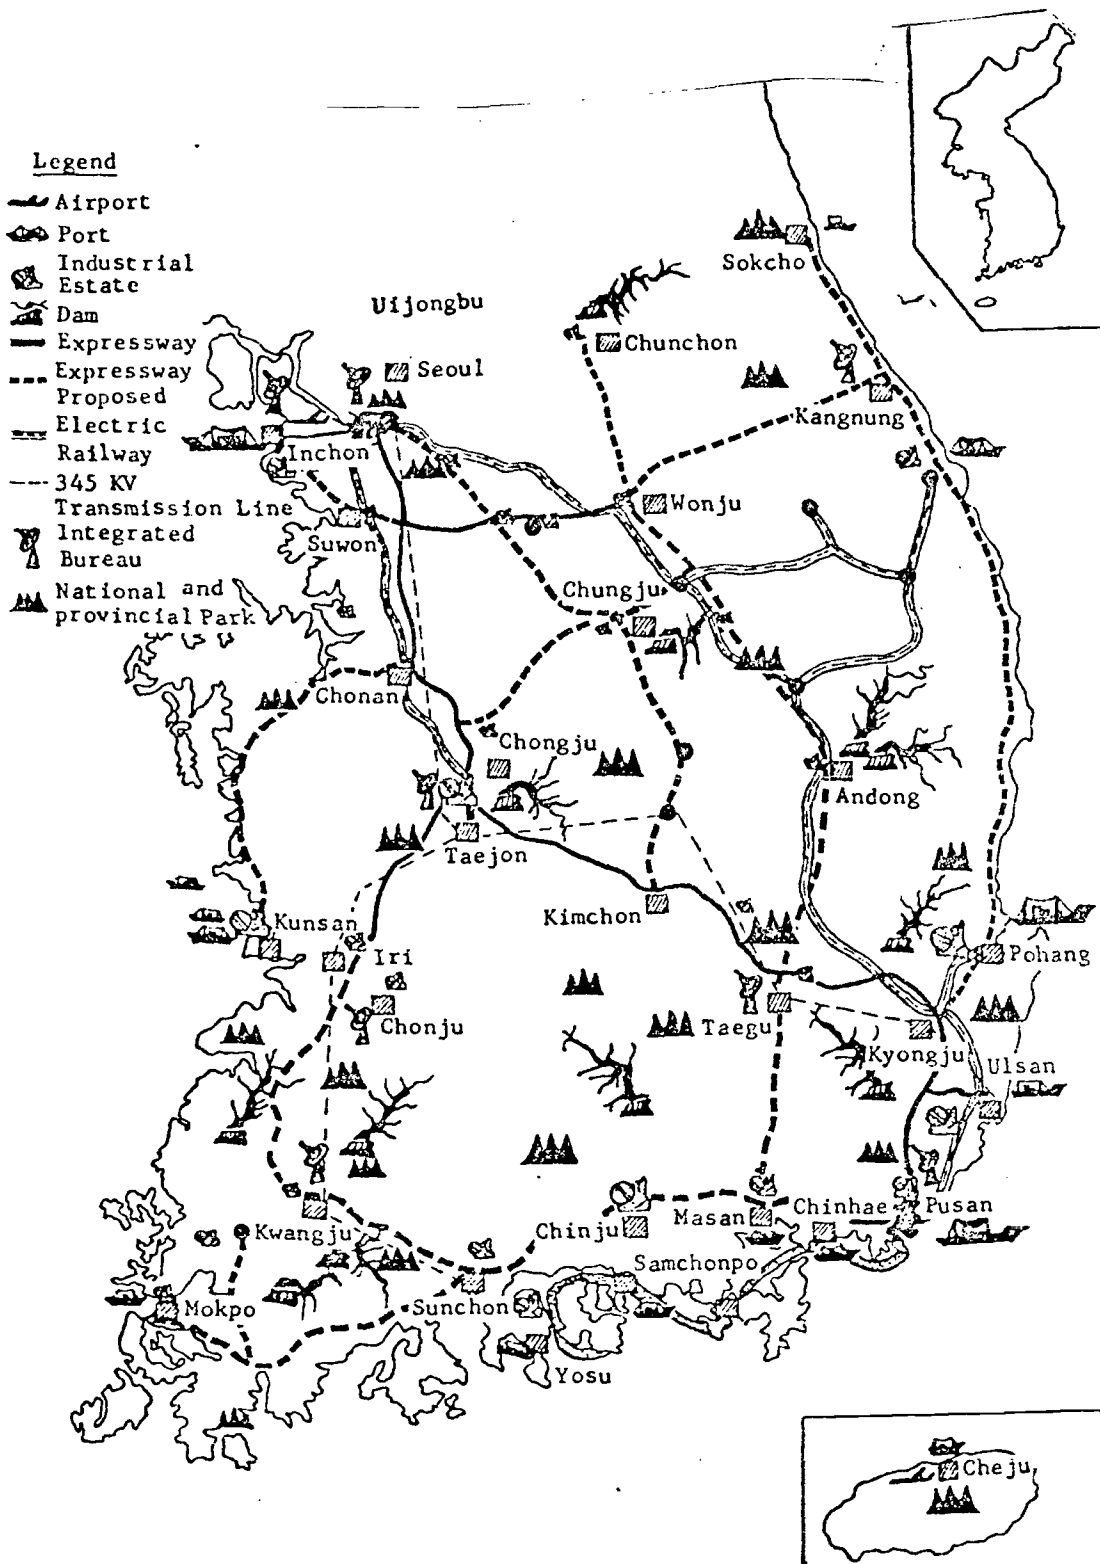 Legend
Airport
Port
Industrial
Estate
Dam
Expressway
Expressway
Proposed
Electric
Railway
345 KV
Transmission Line
Integrated
Bureau
National and
provincial Park
Sokcho
Uijongbu
Chunchon
Seoul
Kangnung
Inchon
Wonju
Suwon
Chungju
Chonan
Chongju
Andong
Taejon
Kimchon
Kunsan
Iri
Pohang
Chonju
Taegu
Kyongju
Ulsan
Kwangju
Chinju
Masan
Chinhae
Pusan
Samchonpo
Mokpo
Sunchon
Yosu
Cheju